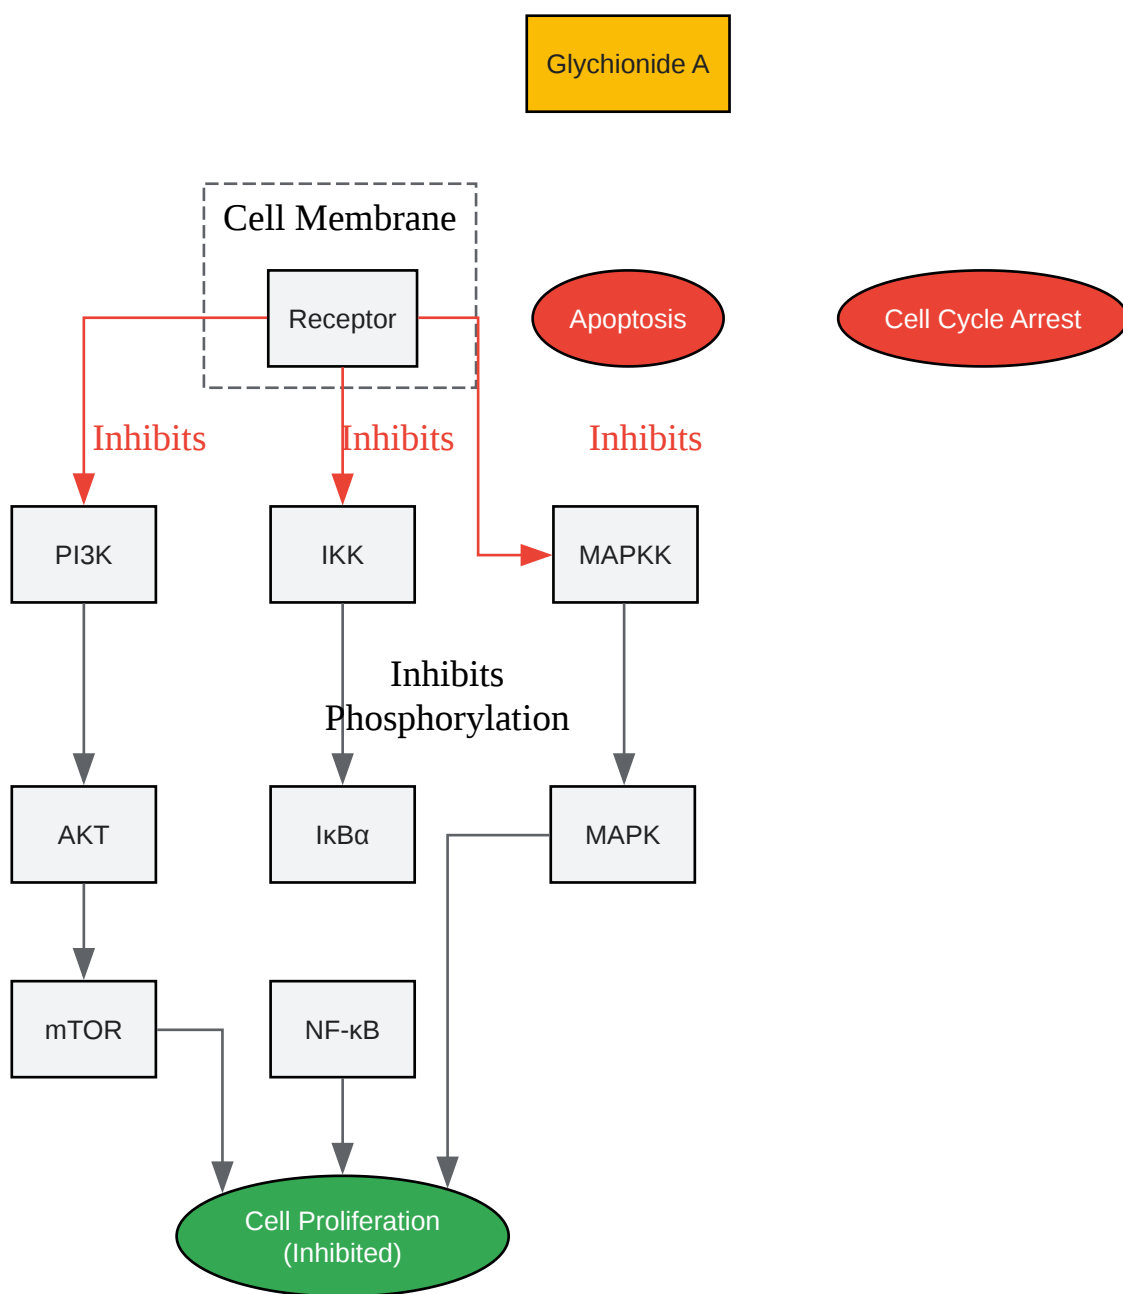 Glychionide A
Cell Membrane
Receptor
Apoptosis
Cell Cycle Arrest
Inhibits
Inhibits
Inhibits
PI3K
IKK
MAPKK
Inhibits
Phosphorylation
AKT
IκBα
MAPK
mTOR
NF-κB
Cell Proliferation
(Inhibited)